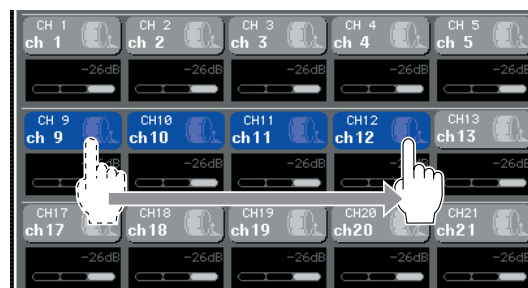 CH 1 CH 2 CH 3 CH 4 CH 5
ch 1 ch 2 ch 3 ch 4 ch 5
-26dB -26dB -26dB -26dB -26dB
CH 9 CH10 CH11 CH12 CH13
ch 9 ch10 ch11 ch12 ch13
-26dB -26dB -26dB
CH17 CH18 CH19 CH20 CH21
ch17 ch18 ch19 ch20 ch21
-26dB -26dB -26dB -26dB -26dB